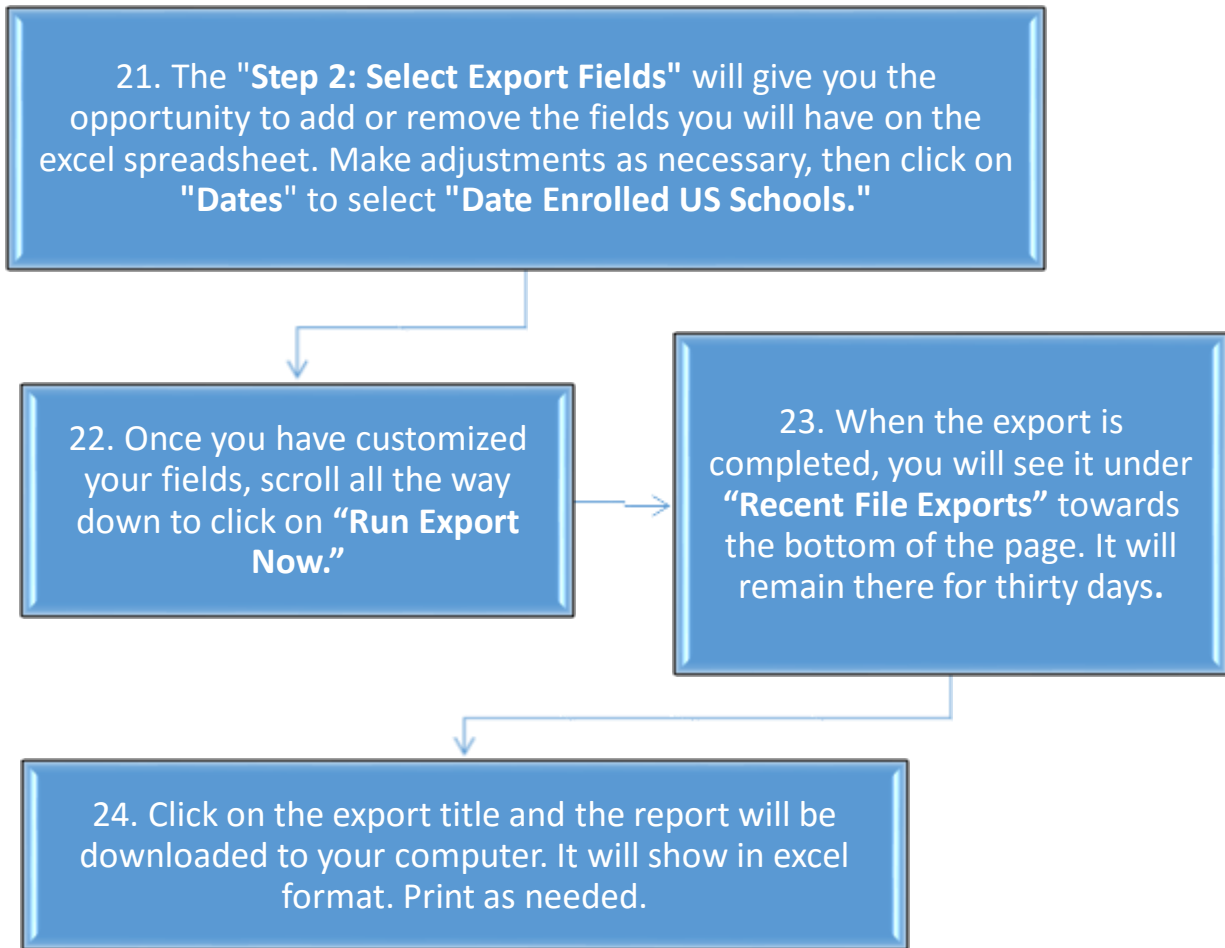 21. The "Step 2: Select Export Fields" will give you the
opportunity to add or remove the fields you will have on the
excel spreadsheet. Make adjustments as necessary, then click on
"Dates" to select "Date Enrolled US Schools."
22. Once you have customized
your fields, scroll all the way
down to click on “Run Export
Now.”
23. When the export is
completed, you will see it under
“Recent File Exports” towards
the bottom of the page. It will
remain there for thirty days.
24. Click on the export title and the report will be
downloaded to your computer. It will show in excel
format. Print as needed.